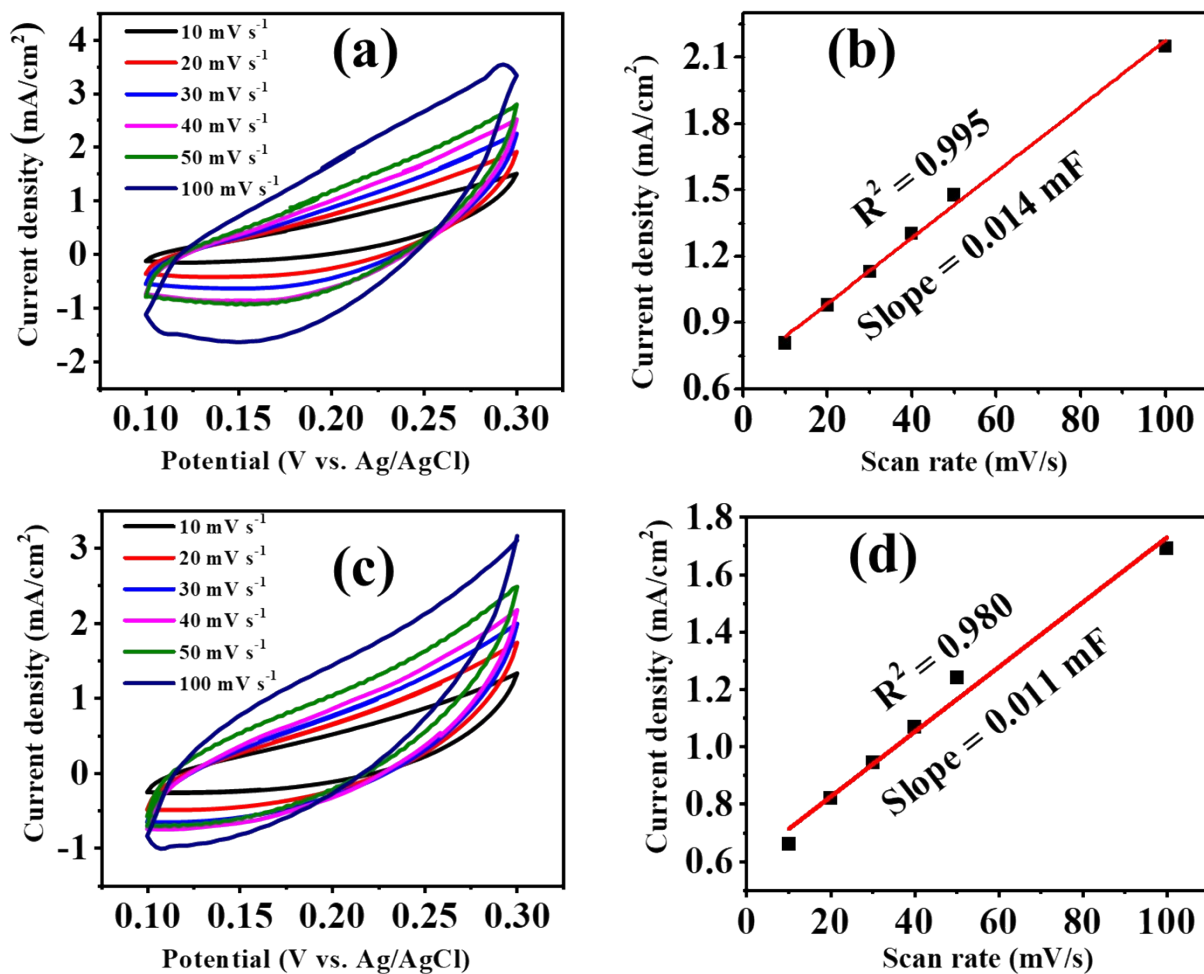 (a)
10 mV s⁻¹
20 mV s⁻¹
30 mV s⁻¹
40 mV s⁻¹
50 mV s⁻¹
100 mV s⁻¹
Current density (mA/cm²)
4
3
2
1
0
-1
-2
0.10 0.15 0.20 0.25 0.30
Potential (V vs. Ag/AgCl)
(b)
Current density (mA/cm²)
2.1
1.8
1.5
1.2
0.9
0.6
R² = 0.995
Slope = 0.014 mF
0 20 40 60 80 100
Scan rate (mV/s)
(c)
10 mV s⁻¹
20 mV s⁻¹
30 mV s⁻¹
40 mV s⁻¹
50 mV s⁻¹
100 mV s⁻¹
Current density (mA/cm²)
3
2
1
0
-1
0.10 0.15 0.20 0.25 0.30
Potential (V vs. Ag/AgCl)
(d)
Current density (mA/cm²)
1.8
1.6
1.4
1.2
1.0
0.8
0.6
R² = 0.980
Slope = 0.011 mF
0 20 40 60 80 100
Scan rate (mV/s)